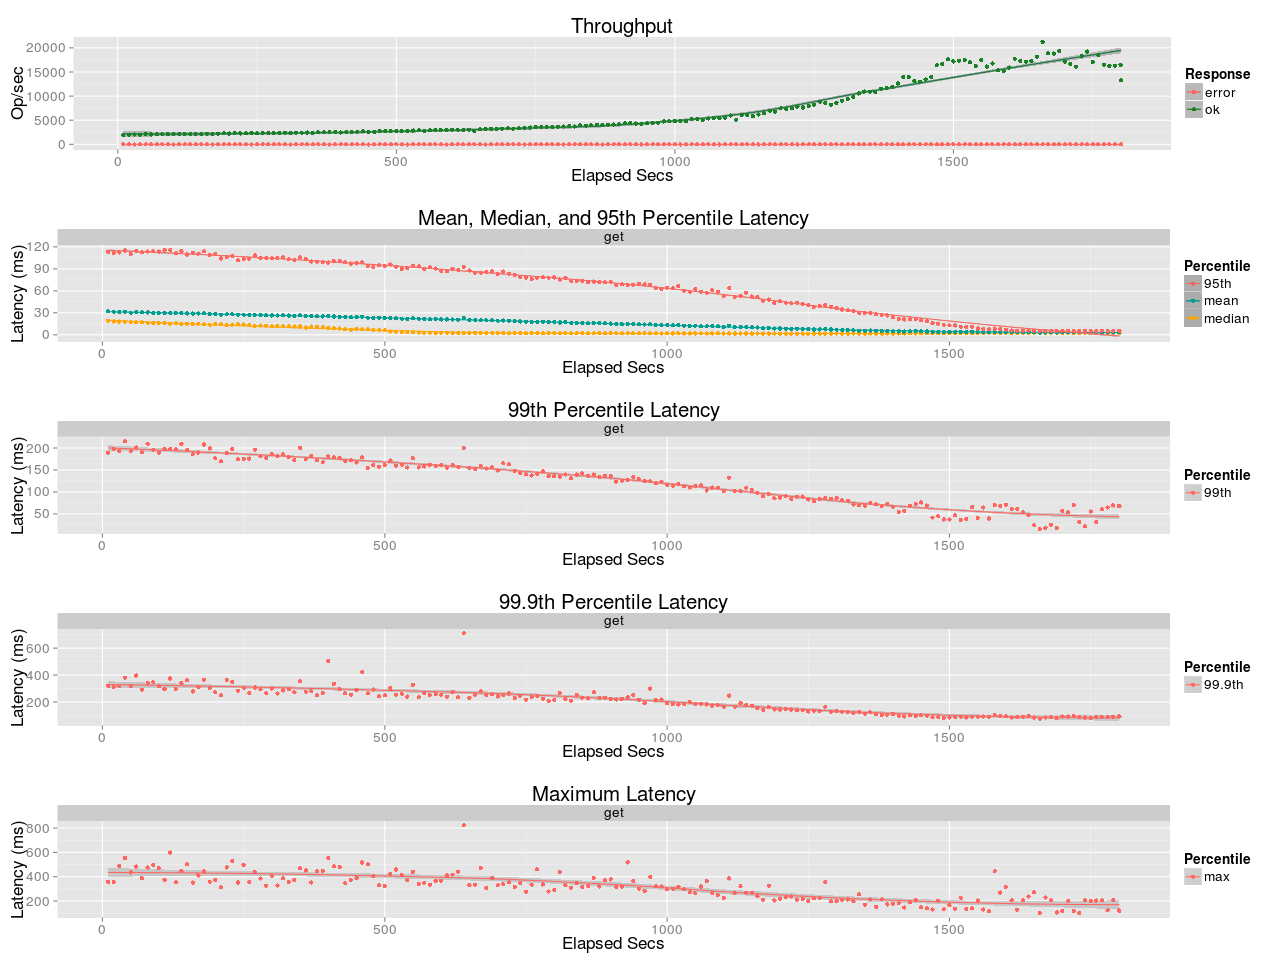 Throughput
20000
15000
10000
5000
0
Op/sec
0 500 1000 1500
Elapsed Secs
Response
error
ok
Mean, Median, and 95th Percentile Latency
get
120
90
60
30
0
Latency (ms)
0 500 1000 1500
Elapsed Secs
Percentile
95th
mean
median
99th Percentile Latency
get
200
150
100
50
Latency (ms)
0 500 1000 1500
Elapsed Secs
Percentile
99th
99.9th Percentile Latency
get
600
400
200
Latency (ms)
0 500 1000 1500
Elapsed Secs
Percentile
99.9th
Maximum Latency
get
800
600
400
200
Latency (ms)
0 500 1000 1500
Elapsed Secs
Percentile
max